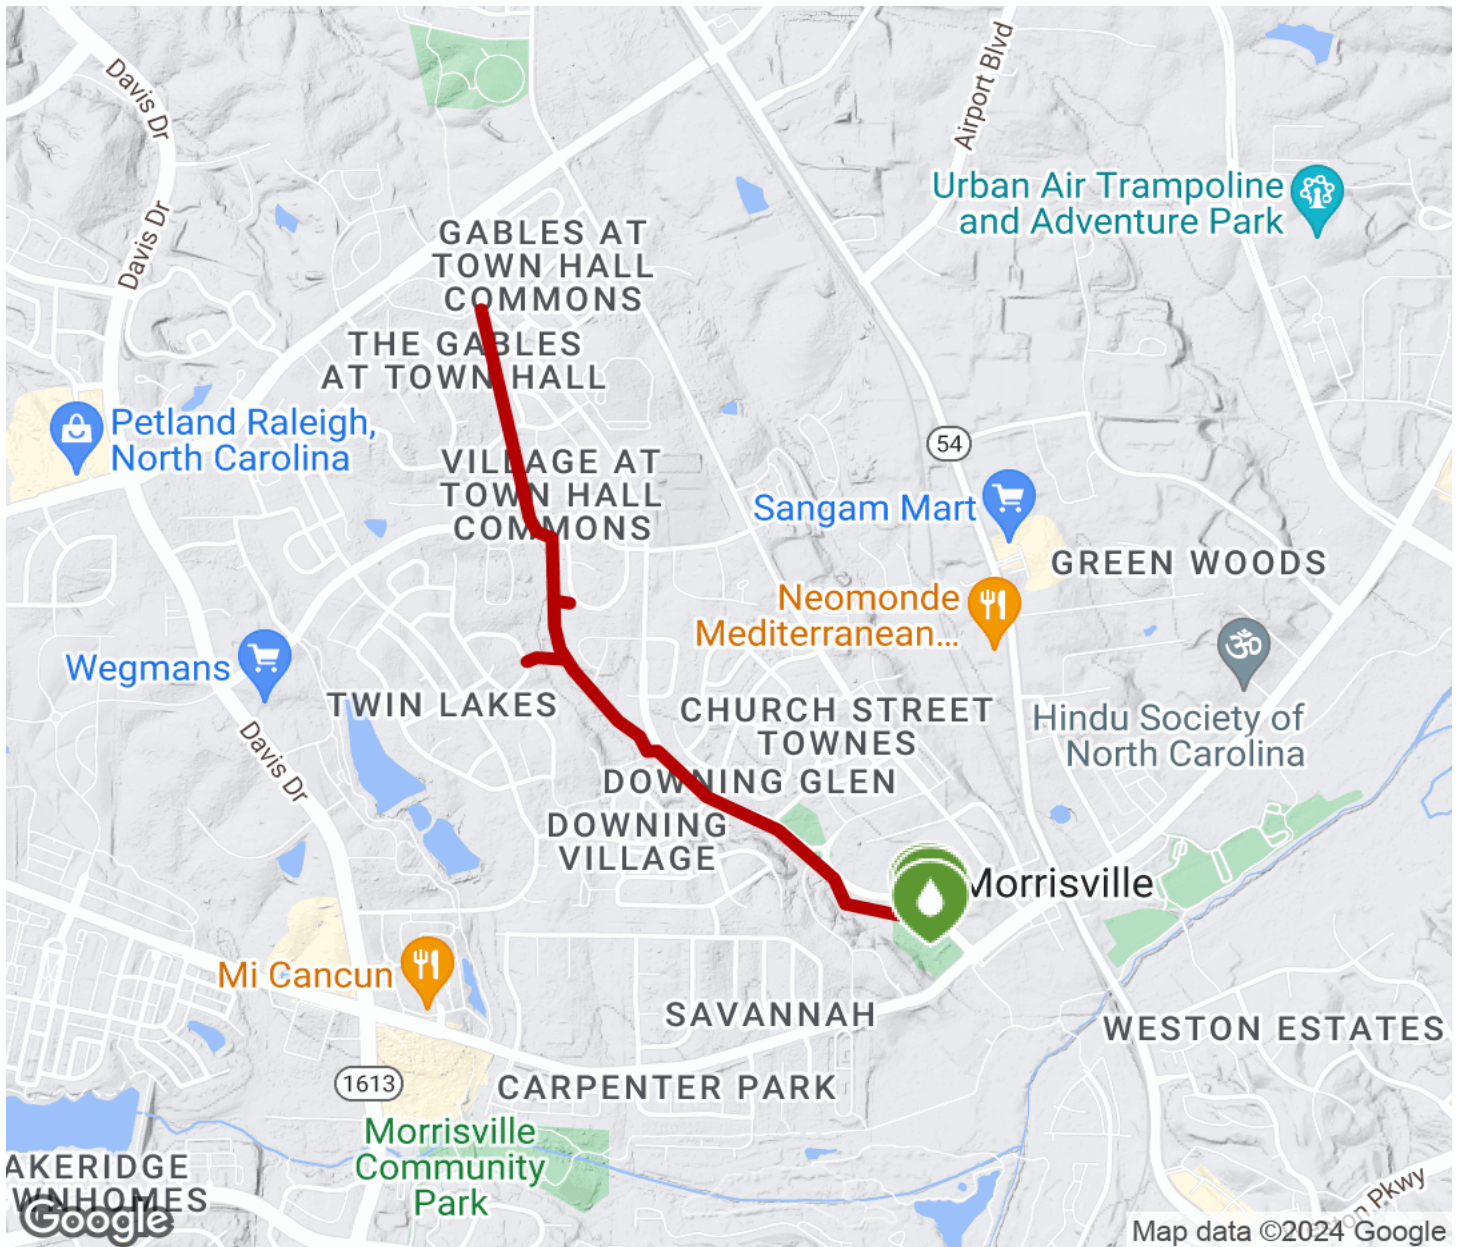 Davis Dr
Airport Blvd
Davis Dr
Urban Air Trampoline
and Adventure Park
GABLES AT
TOWN HALL
COMMONS
THE GABLES
AT TOWN HALL
Petland Raleigh,
North Carolina
54
VILLAGE AT
TOWN HALL
COMMONS
Sangam Mart
GREEN WOODS
Neomonde
Mediterranean...
Wegmans
TWIN LAKES
CHURCH STREET
TOWNES
Hindu Society of
North Carolina
Davis Dr
DOWNING GLEN
DOWNING
VILLAGE
Morrisville
Mi Cancun
SAVANNAH
WESTON ESTATES
1613
CARPENTER PARK
Morrisville
Community
Park
AKERIDGE
WNHOMES
Google
Pkwy
Map data ©2024 Google